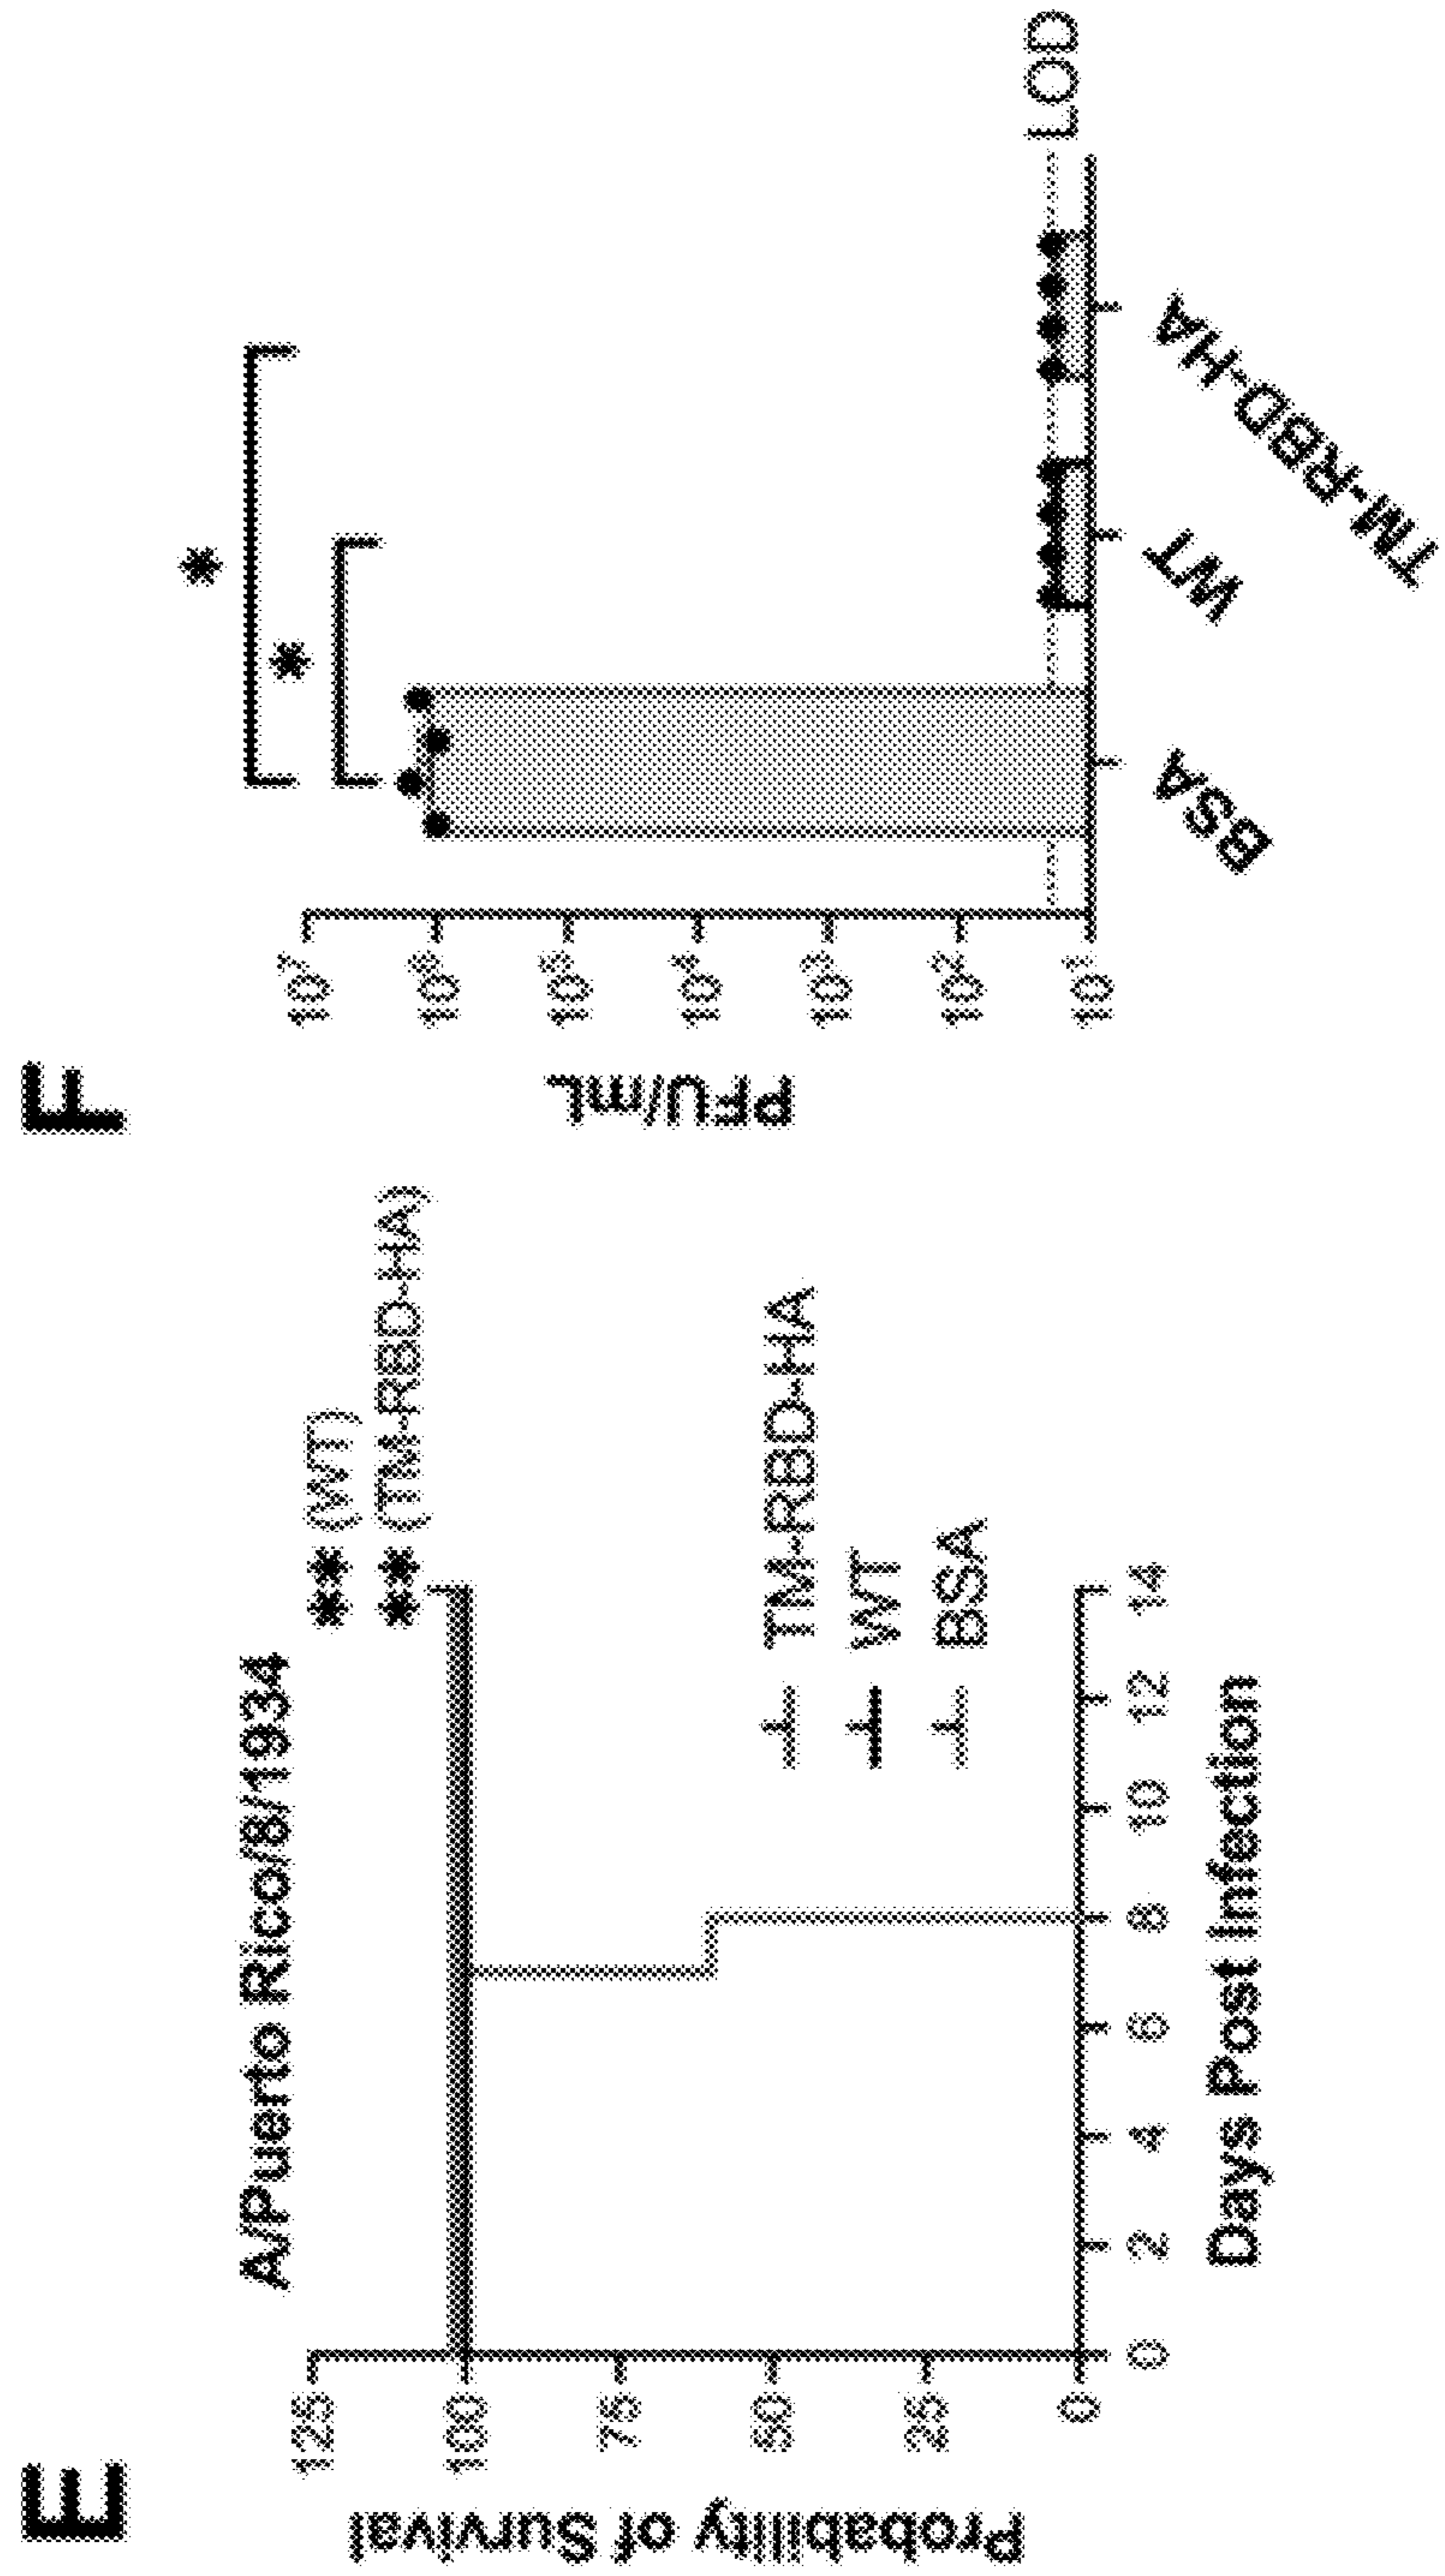 E
A/Puerto Rico/8/1934
** (WT)
** (TM-RBD-HA)
Probability of Survival
125
100
75
50
25
0
TM-RBD-HA
WT
BSA
0 2 4 6 8 10 12 14
Days Post Infection
F
*
*
PFU/mL
10⁷
10⁶
10⁵
10⁴
10³
10²
10¹
LOD
BSA WT TM-RBD-HA